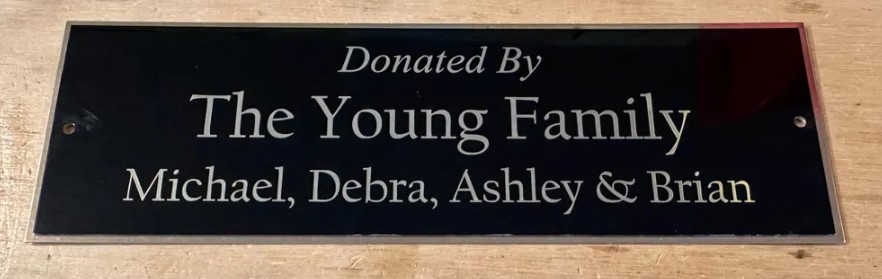 Donated By
The Young Family
Michael, Debra, Ashley & Brian